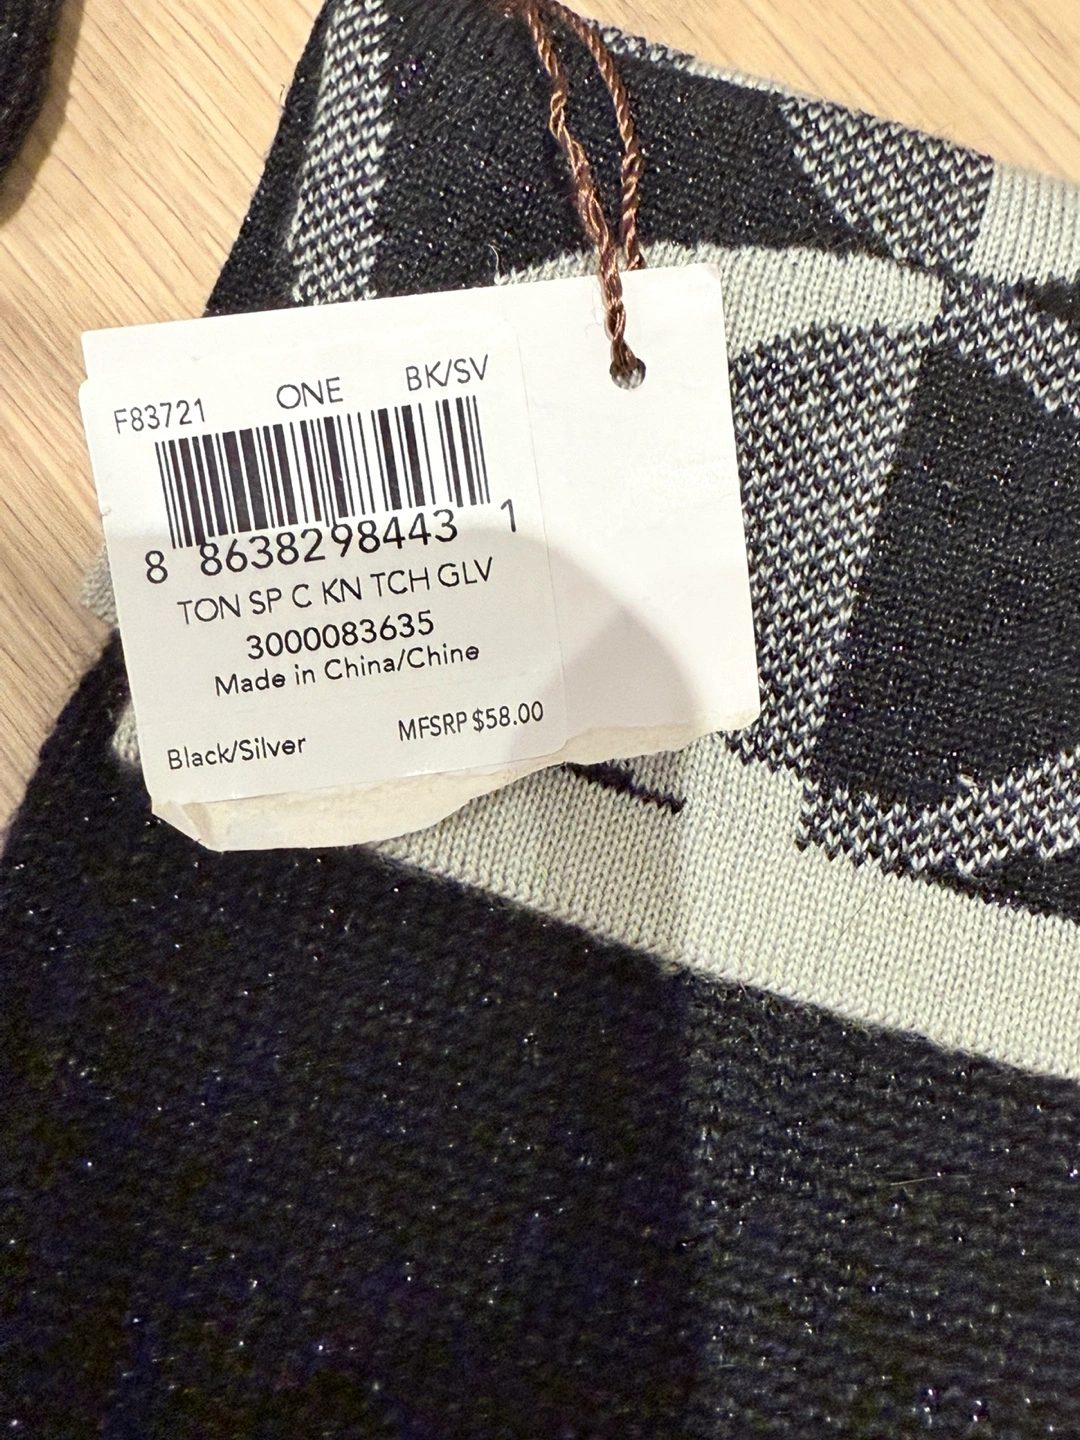 F83721 ONE BK/SV
8 8638298443 1
TON SP C KN TCH GLV
3000083635
Made in China/Chine
Black/Silver MFSRP $58.00